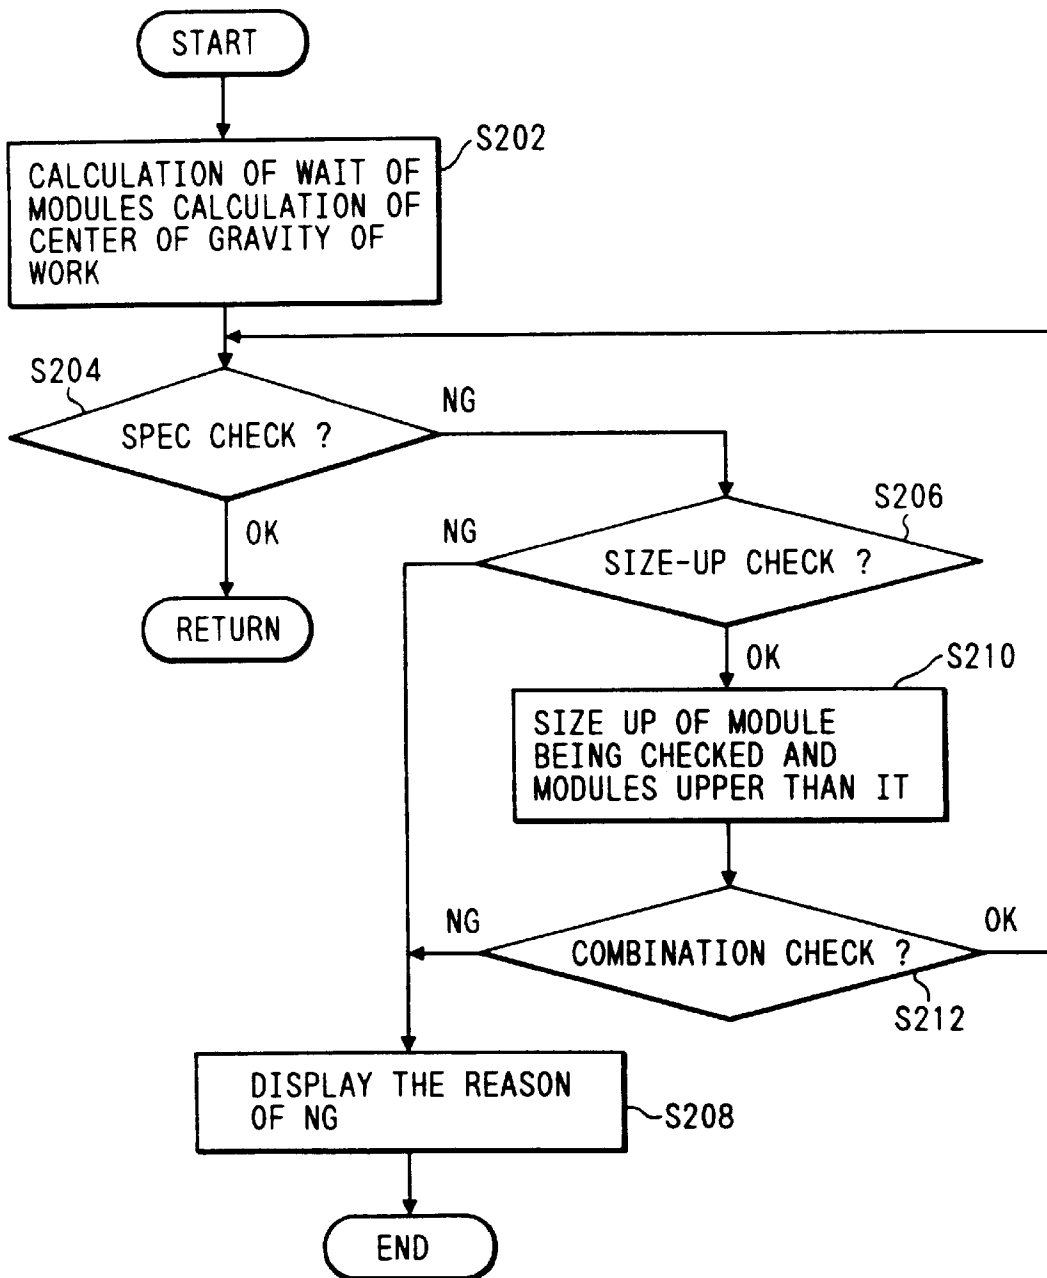 START
S202
CALCULATION OF WAIT OF
MODULES CALCULATION OF
CENTER OF GRAVITY OF
WORK
S204
NG
SPEC CHECK ?
OK
RETURN
S206
NG
SIZE-UP CHECK ?
OK
S210
SIZE UP OF MODULE
BEING CHECKED AND
MODULES UPPER THAN IT
NG
OK
COMBINATION CHECK ?
S212
DISPLAY THE REASON
OF NG
S208
END